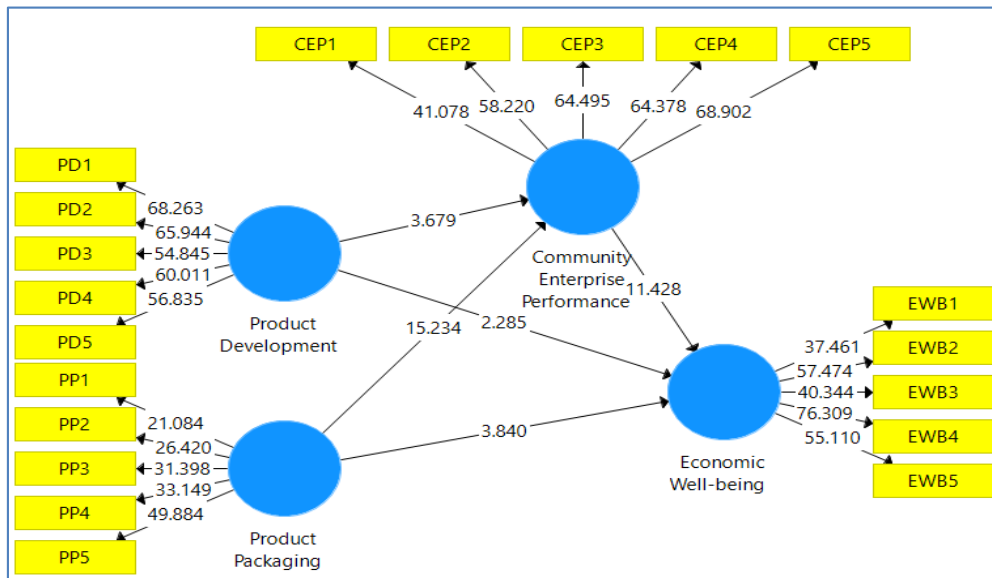 CEP1 CEP2 CEP3 CEP4 CEP5
41.078 58.220 64.495 64.378 68.902
PD1
PD2
PD3
PD4
PD5
68.263
65.944
54.845
60.011
56.835
Product
Development
3.679
Community
Enterprise
Performance
11.428
15.234
2.285
PP1
PP2
PP3
PP4
PP5
21.084
26.420
31.398
33.149
49.884
Product
Packaging
3.840
Economic
Well-being
37.461
57.474
40.344
76.309
55.110
EWB1
EWB2
EWB3
EWB4
EWB5